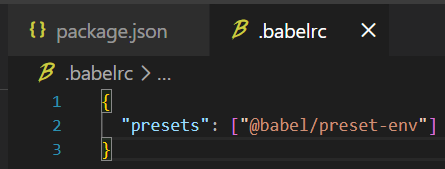 {} package.json
.babelrc ×
.babelrc > ...
1 {
2 "presets": ["@babel/preset-env"]
3 }